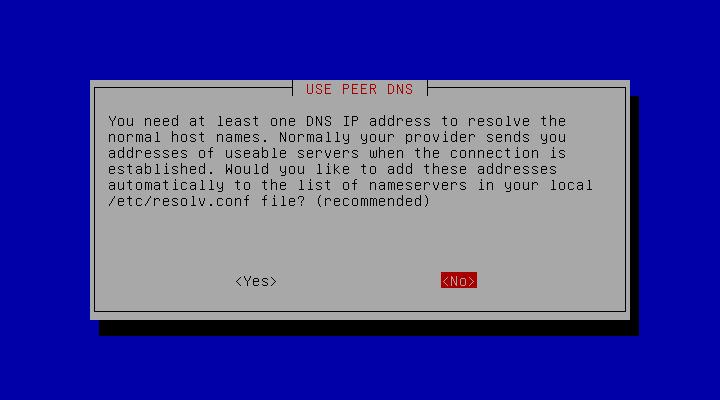 USE PEER DNS
You need at least one DNS IP address to resolve the
normal host names. Normally your provider sends you
addresses of useable servers when the connection is
established. Would you like to add these addresses
automatically to the list of nameservers in your local
/etc/resolv.conf file? (recommended)
<Yes> <No>